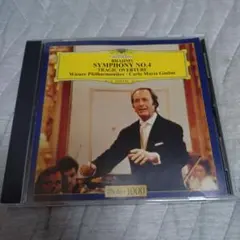 BRAHMS
SYMPHONY NO.4
TRAGIC OVERTURE
Wiener Philharmoniker · Carlo Maria Giulini